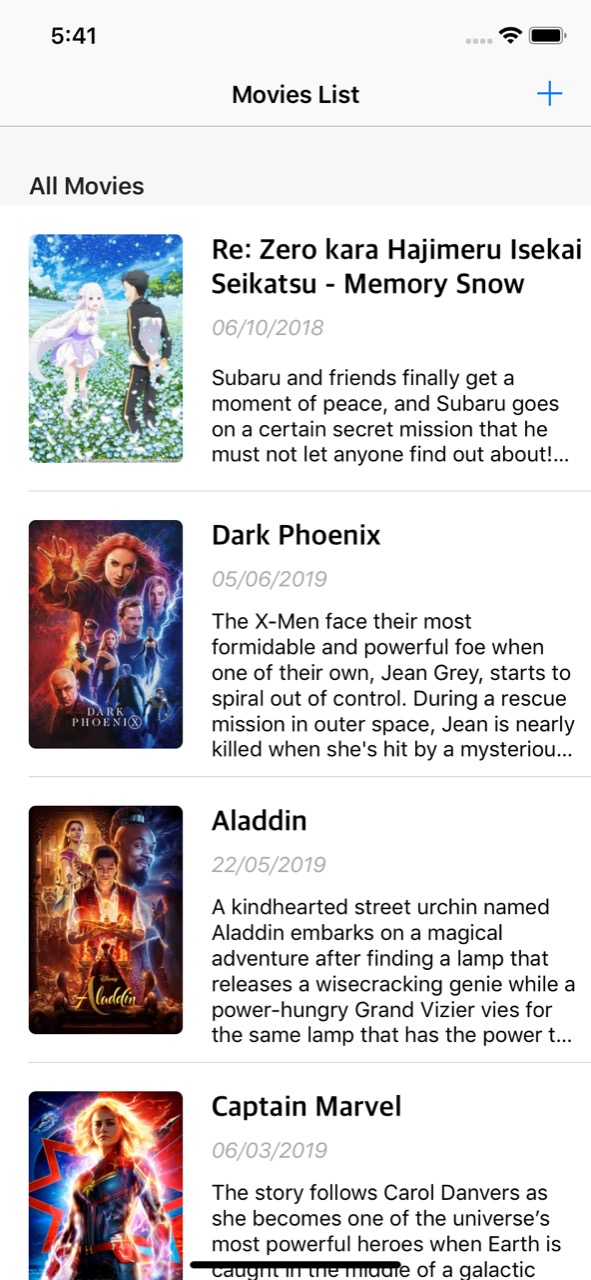 5:41
Movies List
All Movies
Re: Zero kara Hajimeru Isekai
Seikatsu - Memory Snow
06/10/2018
Subaru and friends finally get a
moment of peace, and Subaru goes
on a certain secret mission that he
must not let anyone find out about!...
Dark Phoenix
05/06/2019
The X-Men face their most
formidable and powerful foe when
one of their own, Jean Grey, starts to
spiral out of control. During a rescue
mission in outer space, Jean is nearly
killed when she's hit by a mysteriou...
DARK
PHOENIX
Aladdin
22/05/2019
A kindhearted street urchin named
Aladdin embarks on a magical
adventure after finding a lamp that
releases a wisecracking genie while a
power-hungry Grand Vizier vies for
the same lamp that has the power t...
Disney
Aladdin
Captain Marvel
06/03/2019
The story follows Carol Danvers as
she becomes one of the universe’s
most powerful heroes when Earth is
caught in the middle of a galactic